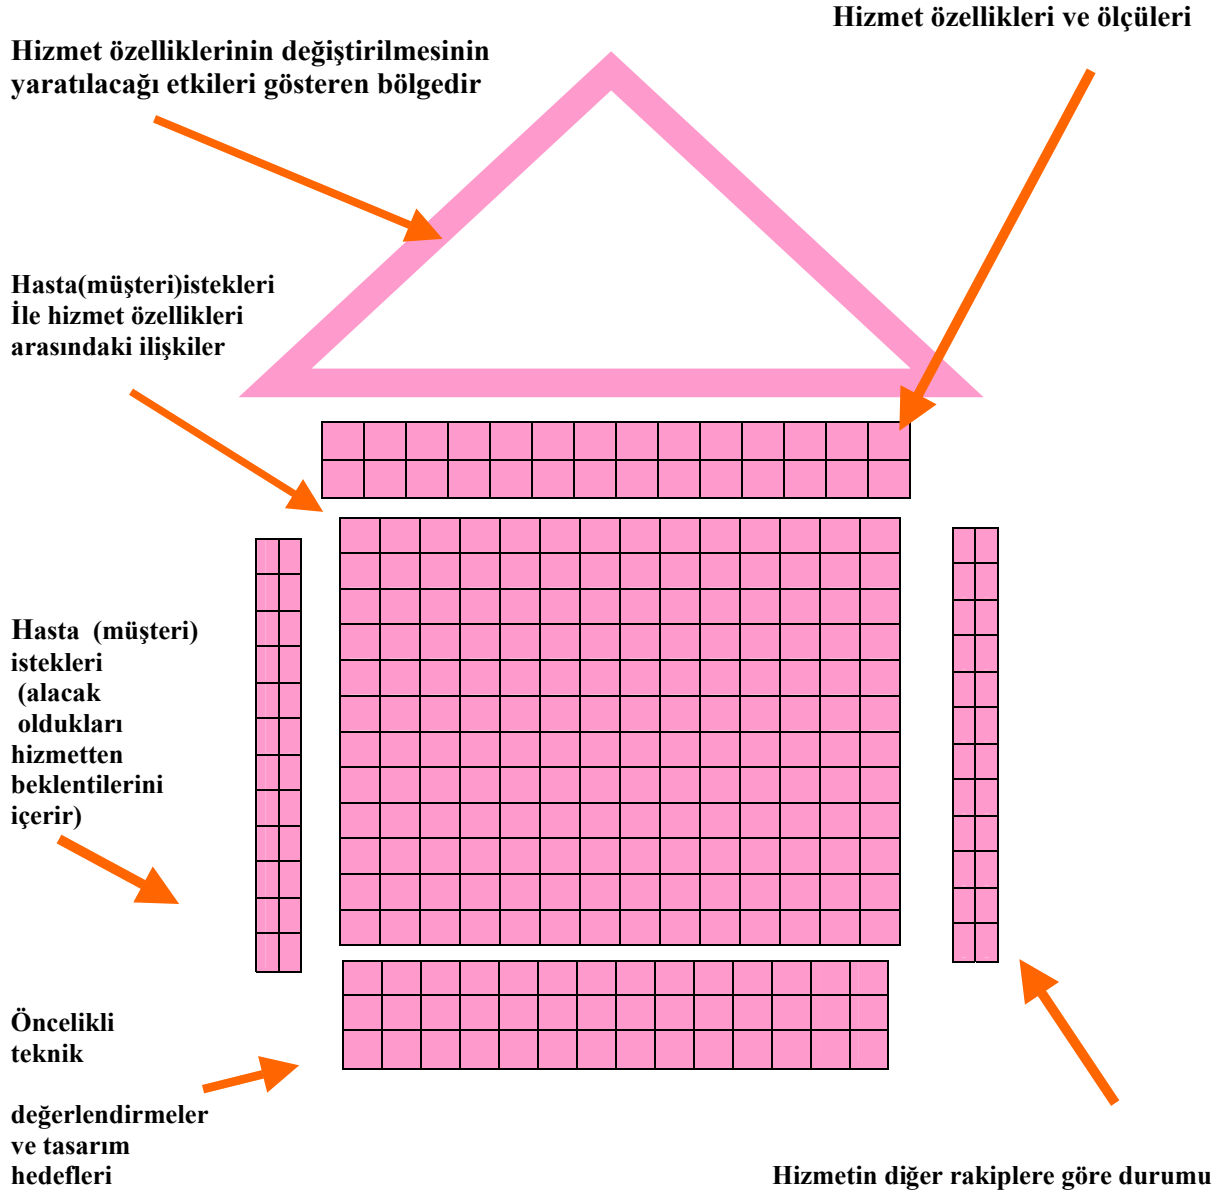 Hizmet özellikleri ve ölçüleri
Hizmet özelliklerinin değiştirilmesinin
yaratılacağı etkileri gösteren bölgedir
Hasta(müşteri)istekleri
İle hizmet özellikleri
arasındaki ilişkiler
Hasta (müşteri)
istekleri
(alacak
oldukları
hizmetten
beklentilerini
içerir)
Öncelikli
teknik
değerlendirmeler
ve tasarım
hedefleri
Hizmetin diğer rakiplere göre durumu